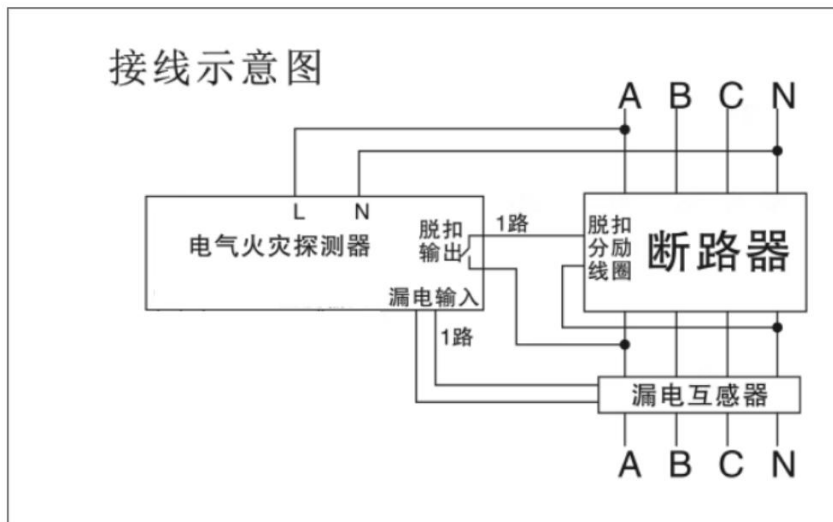 接线示意图
A B C N
L N
电气火灾探测器
脱扣
输出
1路
脱扣
分励
线圈
断路器
漏电输入
1路
漏电互感器
A B C N